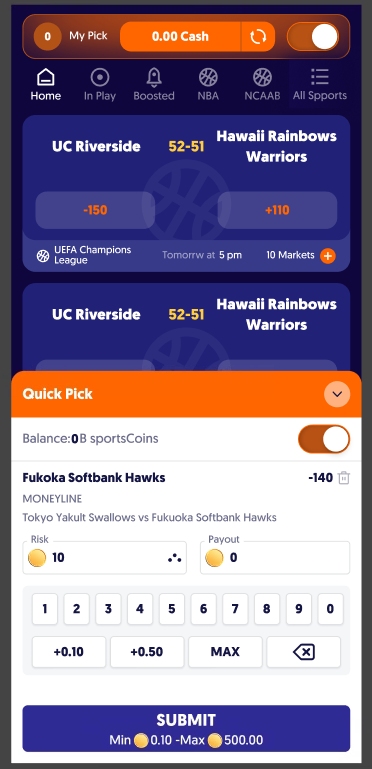 0 My Pick 0.00 Cash
Home In Play Boosted NBA NCAAB All Spports
UC Riverside 52-51 Hawaii Rainbows
Warriors
-150 +110
UEFA Champions
League Tomorrw at 5 pm 10 Markets +
UC Riverside 52-51 Hawaii Rainbows
Warriors
Quick Pick
Balance:0B sportsCoins
Fukoka Softbank Hawks -140
MONEYLINE
Tokyo Yakult Swallows vs Fukuoka Softbank Hawks
Risk Payout
10 0
1 2 3 4 5 6 7 8 9 0
+0.10 +0.50 MAX
SUBMIT
Min 0.10 -Max 500.00